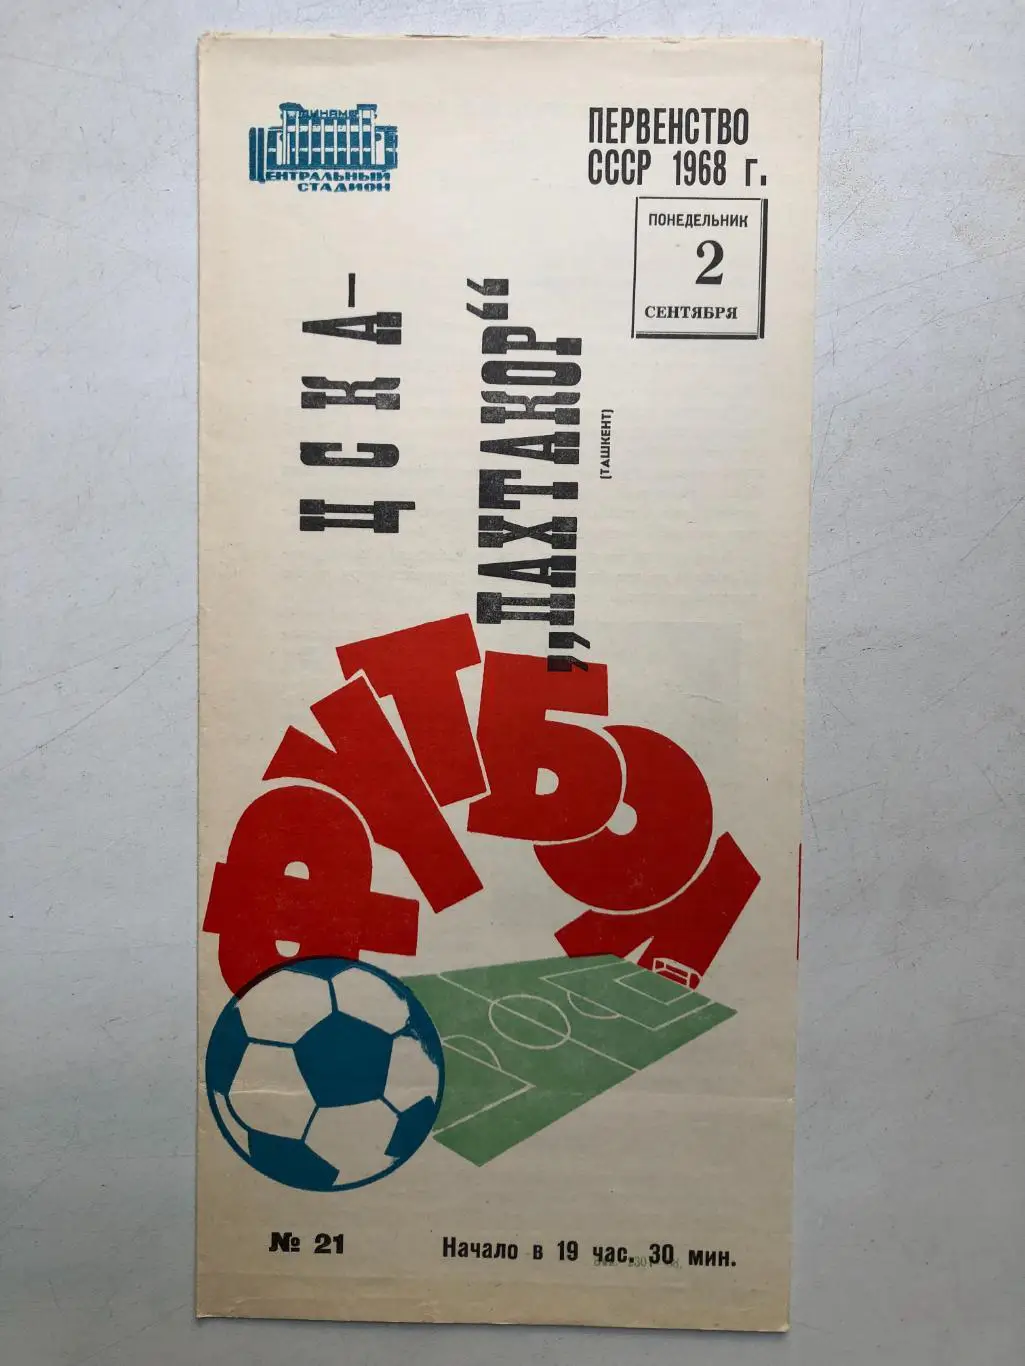 ДИНАМО
ЦЕНТРАЛЬНЫЙ
СТАДИОН
ПЕРВЕНСТВО
СССР 1968 г.
ПОНЕДЕЛЬНИК
2
СЕНТЯБРЯ
ЦСКА–
„ПАХТАКОР“
(ТАШКЕНТ)
ФУТБОЛ
№ 21
Начало в 19 час. 30 мин.